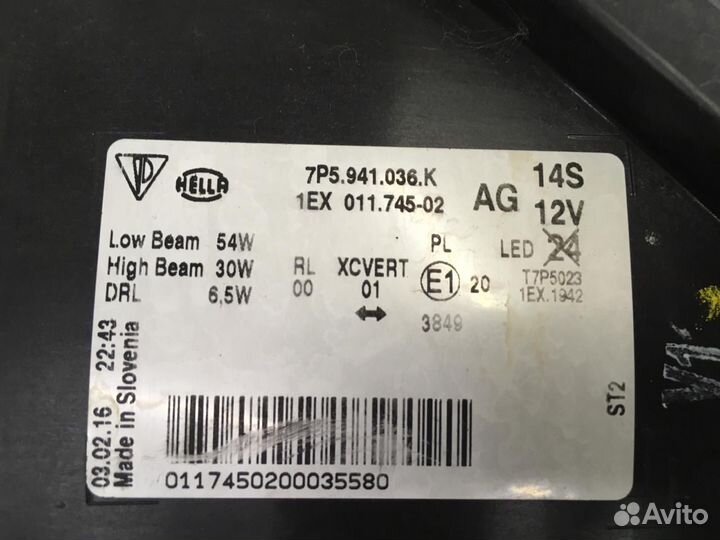 HELLA
7P5.941.036.K
1EX 011.745-02
AG
14S
12V
LED 24
T7P5023
1EX.1942
Low Beam 54W
High Beam 30W
DRL 6,5W
RL
00
XCVERT
01
PL
E1 20
3849
03.02.16 22:43
Made in Slovenia
ST2
0117450200035580
Avito